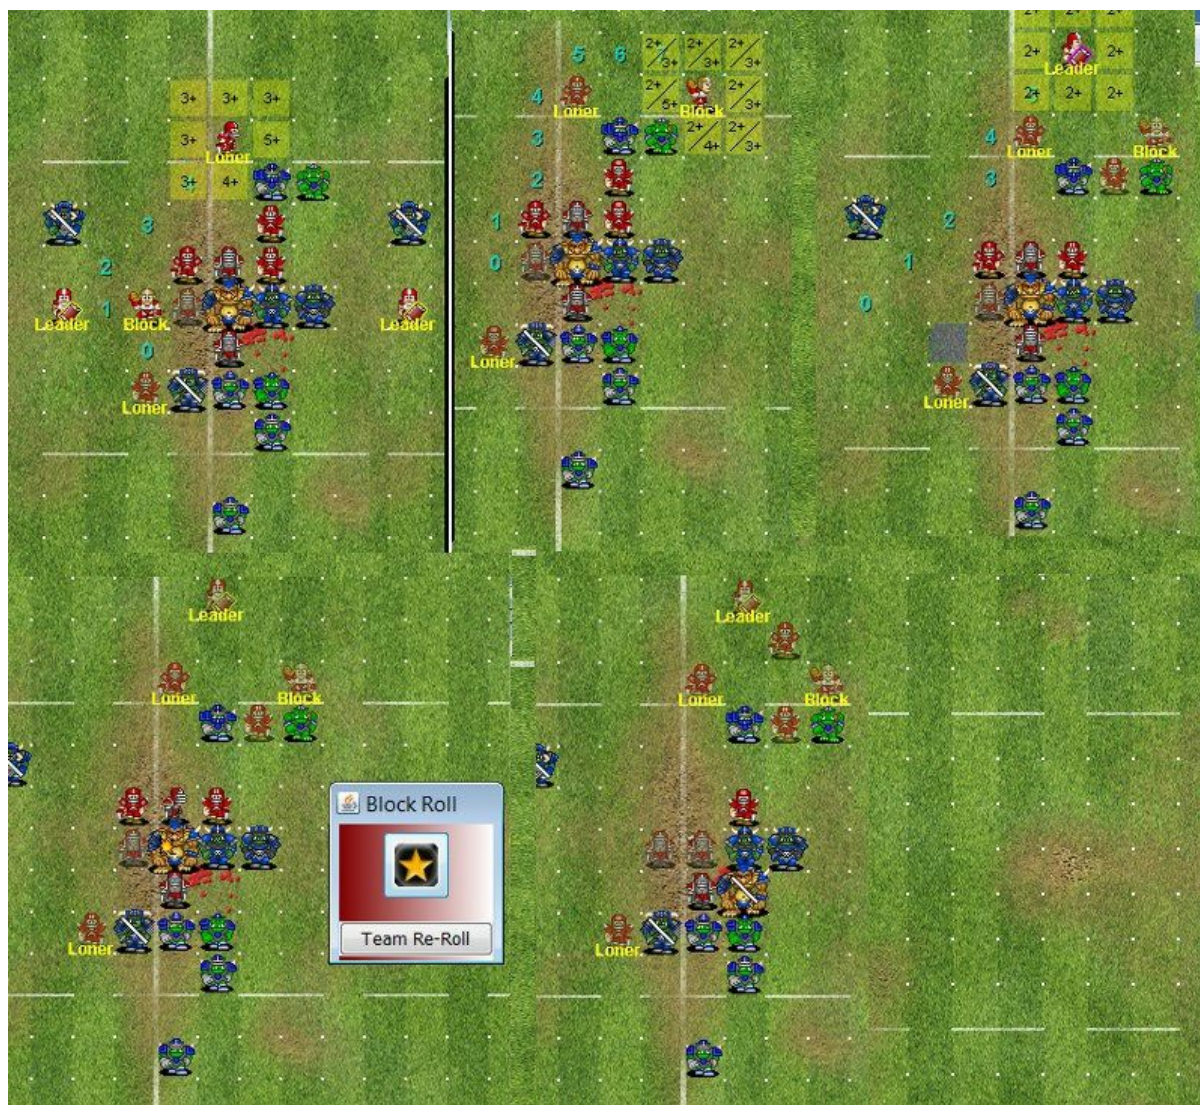 3+ 3+ 3+
3+ 5+
Loner
3+ 4+
3
2
1
Leader Block Leader
0
Loner
5 6 2+/3+ 2+/3+ 2+/3+
4 2+/5+ 2+/3+
Loner Block
3 2+/4+ 2+/3+
2
1
0
Loner
2+ 2+ 2+
2+ 2+
Leader
2+ 2+
4
Loner Block
3
2
1
0
Loner
Leader
Loner Block
Block Roll
Team Re-Roll
Loner
Leader
Loner Block
Loner